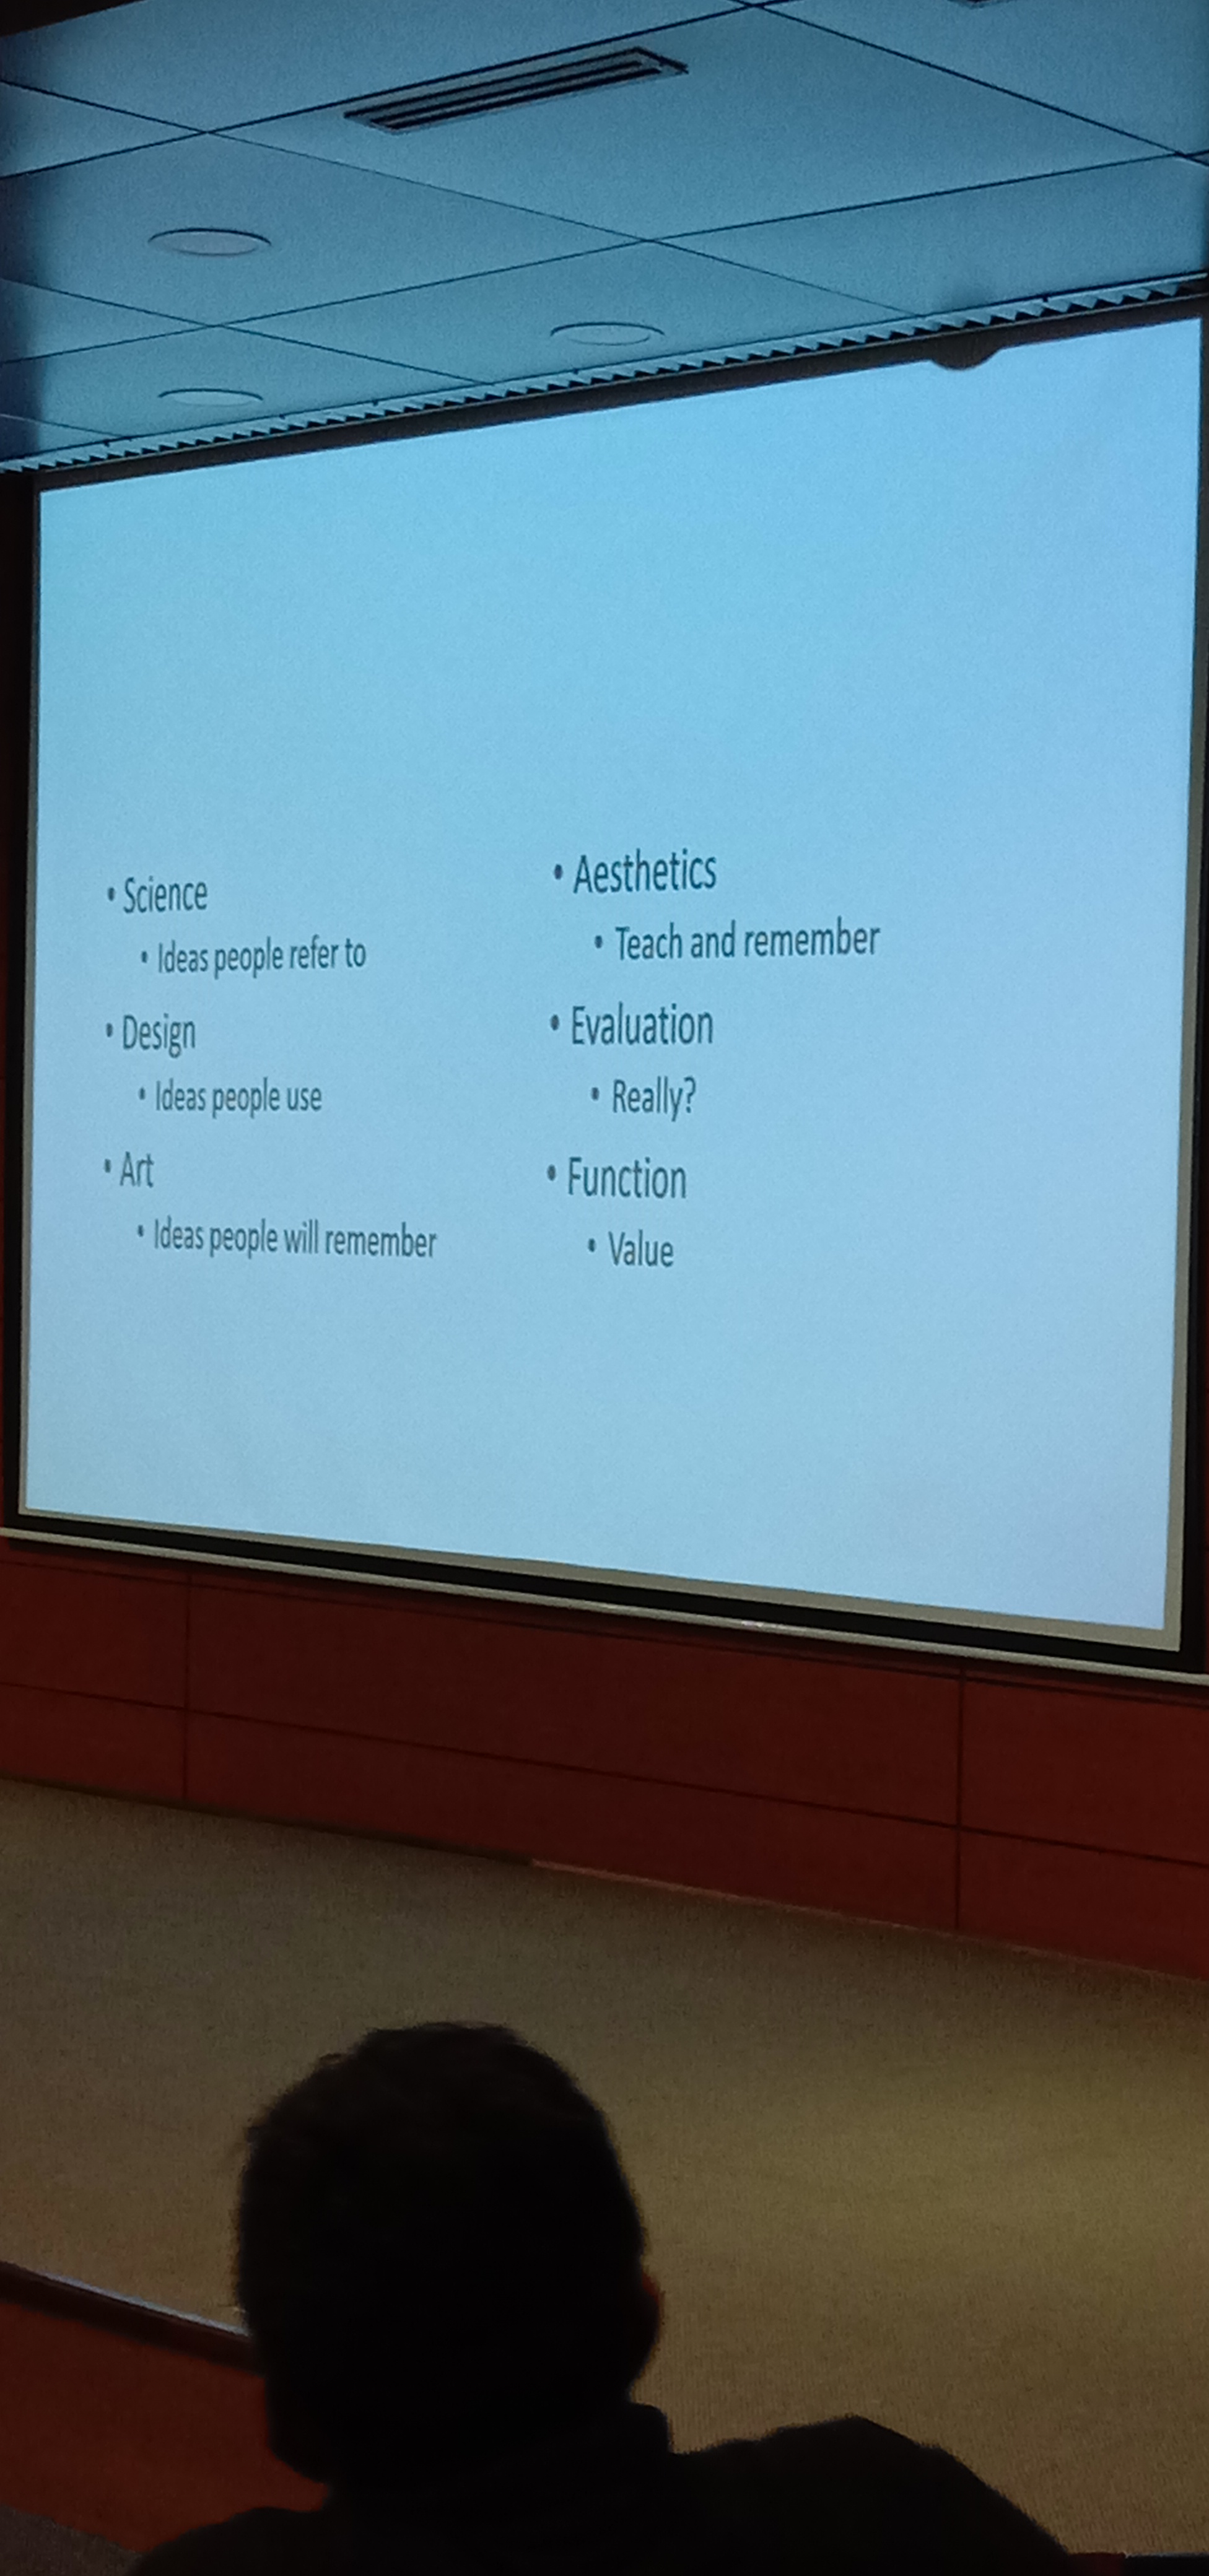 • Science
• Ideas people refer to
• Design
• Ideas people use
• Art
• Ideas people will remember
• Aesthetics
• Teach and remember
• Evaluation
• Really?
• Function
• Value